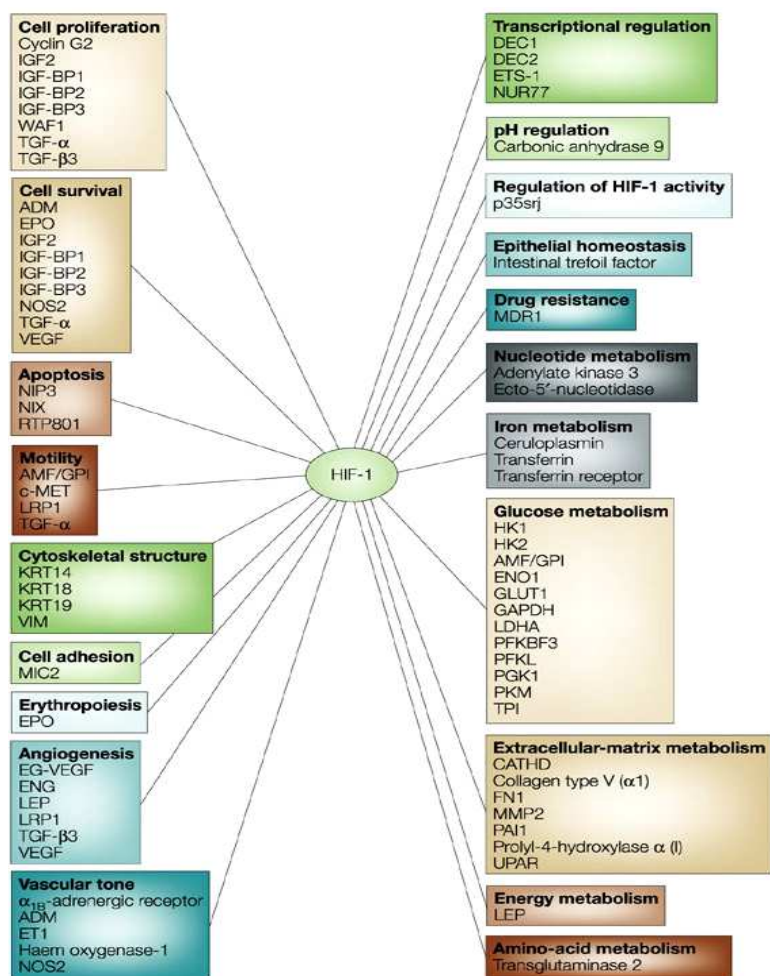 Cell proliferation
Cyclin G2
IGF2
IGF-BP1
IGF-BP2
IGF-BP3
WAF1
TGF-α
TGF-β3
Cell survival
ADM
EPO
IGF2
IGF-BP1
IGF-BP2
IGF-BP3
NOS2
TGF-α
VEGF
Apoptosis
NIP3
NIX
RTP801
Motility
AMF/GPI
c-MET
LRP1
TGF-α
Cytoskeletal structure
KRT14
KRT18
KRT19
VIM
Cell adhesion
MIC2
Erythropoiesis
EPO
Angiogenesis
EG-VEGF
ENG
LEP
LRP1
TGF-β3
VEGF
Vascular tone
α1B-adrenergic receptor
ADM
ET1
Haem oxygenase-1
NOS2
HIF-1
Transcriptional regulation
DEC1
DEC2
ETS-1
NUR77
pH regulation
Carbonic anhydrase 9
Regulation of HIF-1 activity
p35srj
Epithelial homeostasis
Intestinal trefoil factor
Drug resistance
MDR1
Nucleotide metabolism
Adenylate kinase 3
Ecto-5′-nucleotidase
Iron metabolism
Ceruloplasmin
Transferrin
Transferrin receptor
Glucose metabolism
HK1
HK2
AMF/GPI
ENO1
GLUT1
GAPDH
LDHA
PFKBF3
PFKL
PGK1
PKM
TPI
Extracellular-matrix metabolism
CATHD
Collagen type V (α1)
FN1
MMP2
PAI1
Prolyl-4-hydroxylase α (I)
UPAR
Energy metabolism
LEP
Amino-acid metabolism
Transglutaminase 2